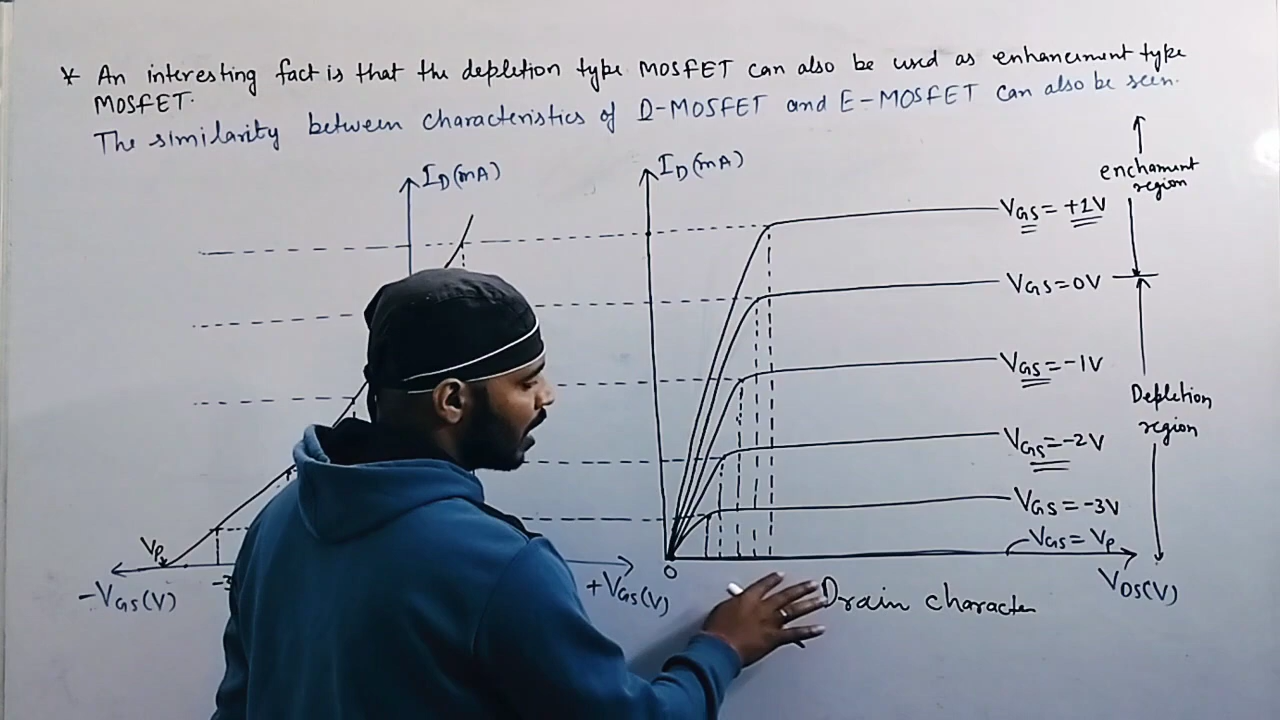 * An interesting fact is that the depletion type MOSFET can also be used as enhancement type
MOSFET.
The similarity between characteristics of D-MOSFET and E-MOSFET can also be seen.
ID(mA)
ID(mA)
enchament
region
VGS = +1V
VGS = 0V
VGS = -1V
Depletion
region
VGS = -2V
VGS = -3V
VGS = VP
VP
-VGS(V)
-3
+VGS(V)
0
VDS(V)
Drain character